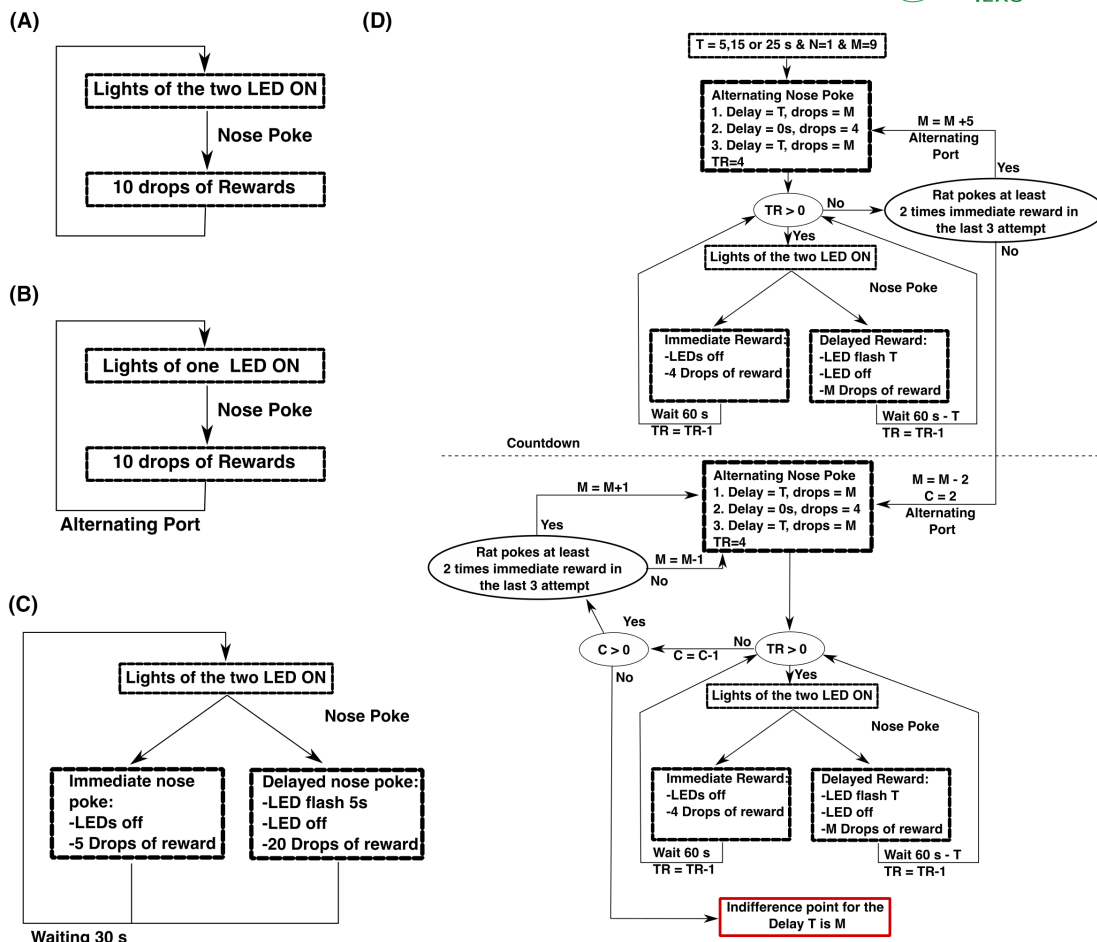 (A)
Lights of the two LED ON
Nose Poke
10 drops of Rewards
(B)
Lights of one LED ON
Nose Poke
10 drops of Rewards
Alternating Port
(C)
Lights of the two LED ON
Nose Poke
Immediate nose
poke:
-LEDs off
-5 Drops of reward
Delayed nose poke:
-LED flash 5s
-LED off
-20 Drops of reward
Waiting 30 s
(D)
T = 5,15 or 25 s & N=1 & M=9
Alternating Nose Poke
1. Delay = T, drops = M
2. Delay = 0s, drops = 4
3. Delay = T, drops = M
TR=4
M = M +5
Alternating
Port
Yes
TR > 0
No
Rat pokes at least
2 times immediate reward in
the last 3 attempt
No
Yes
Lights of the two LED ON
Nose Poke
Immediate Reward:
-LEDs off
-4 Drops of reward
Delayed Reward:
-LED flash T
-LED off
-M Drops of reward
Wait 60 s
TR = TR-1
Wait 60 s - T
TR = TR-1
Countdown
Alternating Nose Poke
1. Delay = T, drops = M
2. Delay = 0s, drops = 4
3. Delay = T, drops = M
TR=4
M = M - 2
C = 2
Alternating
Port
M = M+1
Yes
Rat pokes at least
2 times immediate reward in
the last 3 attempt
M = M-1
No
Yes
C > 0
No
No
C = C-1
TR > 0
Yes
Lights of the two LED ON
Nose Poke
Immediate Reward:
-LEDs off
-4 Drops of reward
Delayed Reward:
-LED flash T
-LED off
-M Drops of reward
Wait 60 s
TR = TR-1
Wait 60 s - T
TR = TR-1
Indifference point for the
Delay T is M